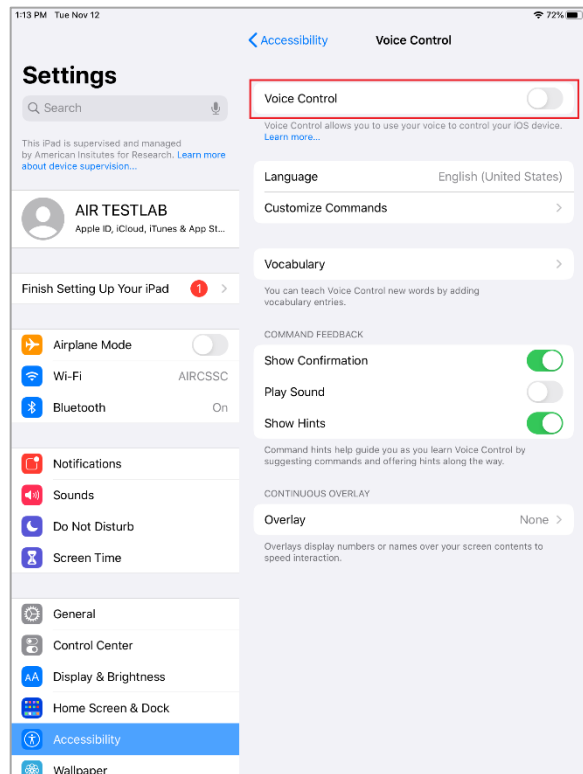 1:13 PM Tue Nov 12
72%
Settings
Search
This iPad is supervised and managed
by American Insitutes for Research. Learn more
about device supervision...
AIR TESTLAB
Apple ID, iCloud, iTunes & App St...
Finish Setting Up Your iPad 1
Airplane Mode
Wi-Fi AIRCSSC
Bluetooth On
Notifications
Sounds
Do Not Disturb
Screen Time
General
Control Center
AA Display & Brightness
Home Screen & Dock
Accessibility
Wallpaper
Accessibility Voice Control
Voice Control
Voice Control allows you to use your voice to control your iOS device.
Learn more...
Language English (United States)
Customize Commands
Vocabulary
You can teach Voice Control new words by adding
vocabulary entries.
COMMAND FEEDBACK
Show Confirmation
Play Sound
Show Hints
Command hints help guide you as you learn Voice Control by
suggesting commands and offering hints along the way.
CONTINUOUS OVERLAY
Overlay None
Overlays display numbers or names over your screen contents to
speed interaction.